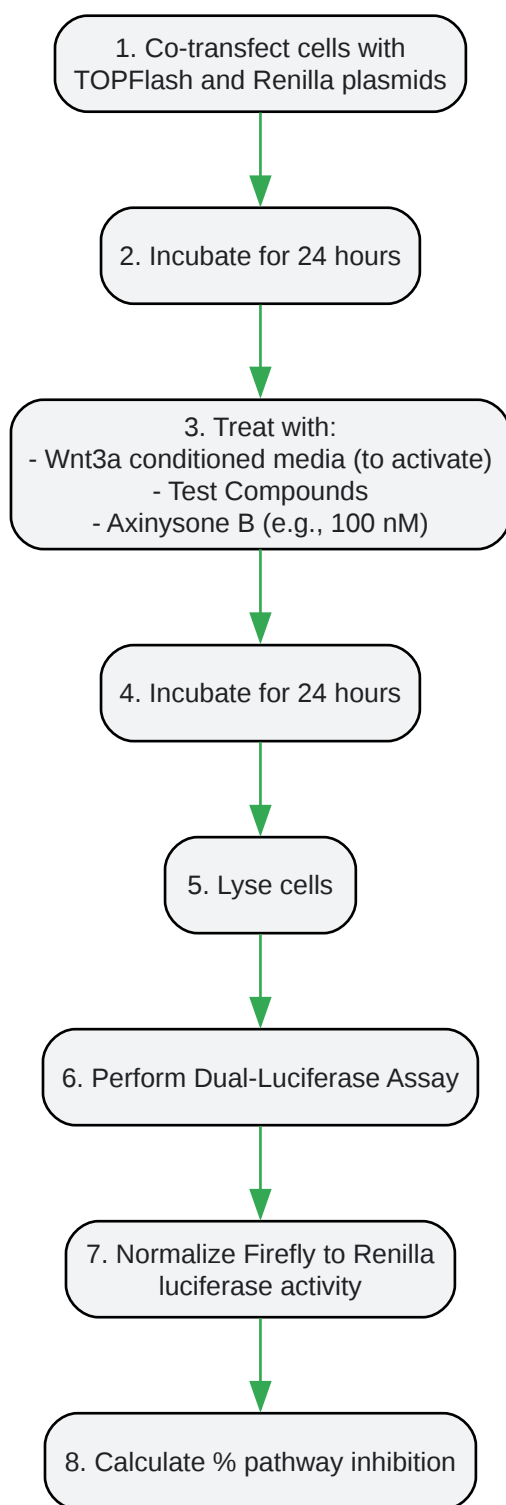 1. Co-transfect cells with
TOPFlash and Renilla plasmids
2. Incubate for 24 hours
3. Treat with:
- Wnt3a conditioned media (to activate)
- Test Compounds
- Axinysone B (e.g., 100 nM)
4. Incubate for 24 hours
5. Lyse cells
6. Perform Dual-Luciferase Assay
7. Normalize Firefly to Renilla
luciferase activity
8. Calculate % pathway inhibition